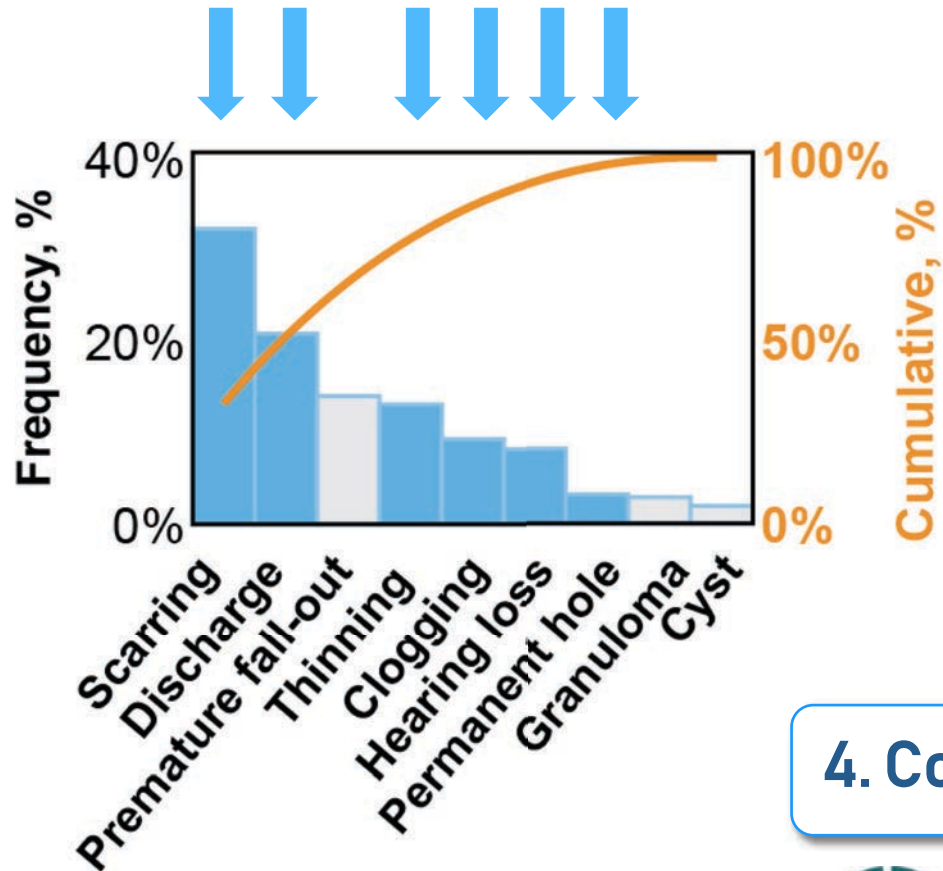 40%
20%
0%
Frequency, %
100%
50%
0%
Cumulative, %
Scarring
Discharge
Premature fall-out
Thinning
Clogging
Hearing loss
Permanent hole
Granuloma
Cyst
4. Co